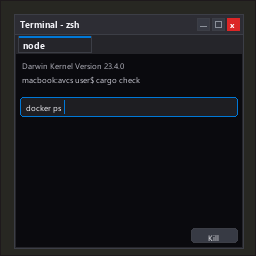 Terminal - zsh
node
Darwin Kernel Version 23.4.0
macbook:avcs user$ cargo check
docker ps
Kill